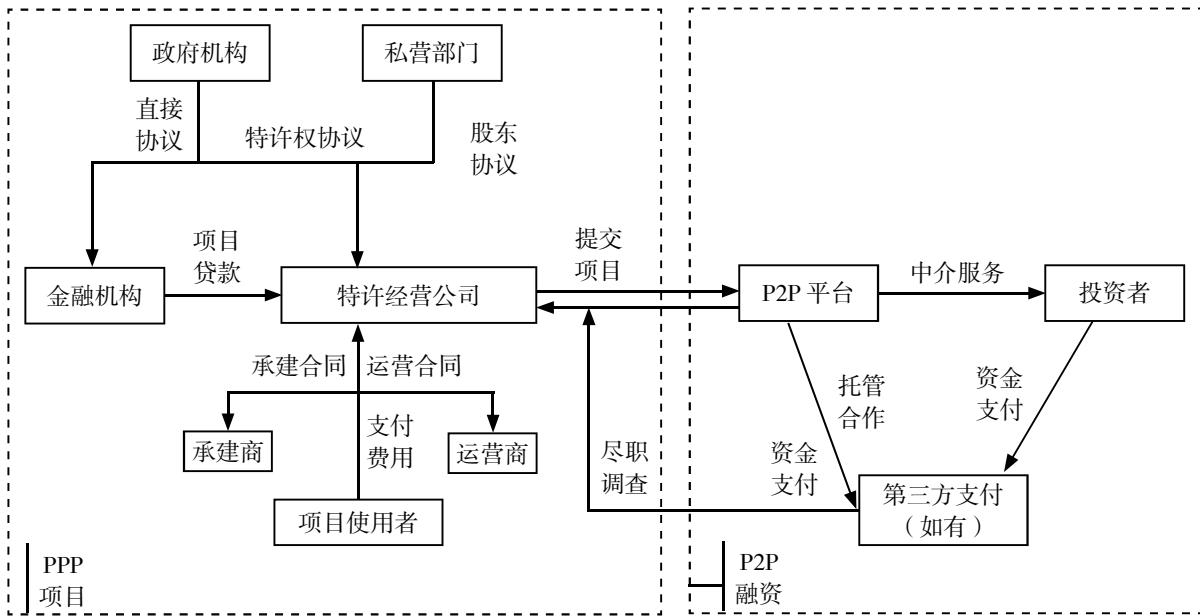 政府机构
私营部门
直接
协议
特许权协议
股东
协议
项目
贷款
提交
项目
金融机构
特许经营公司
P2P 平台
中介服务
投资者
承建合同
运营合同
托管
合作
资金
支付
承建商
支付
费用
运营商
尽职
调查
资金
支付
第三方支付
（如有）
项目使用者
PPP
项目
P2P
融资